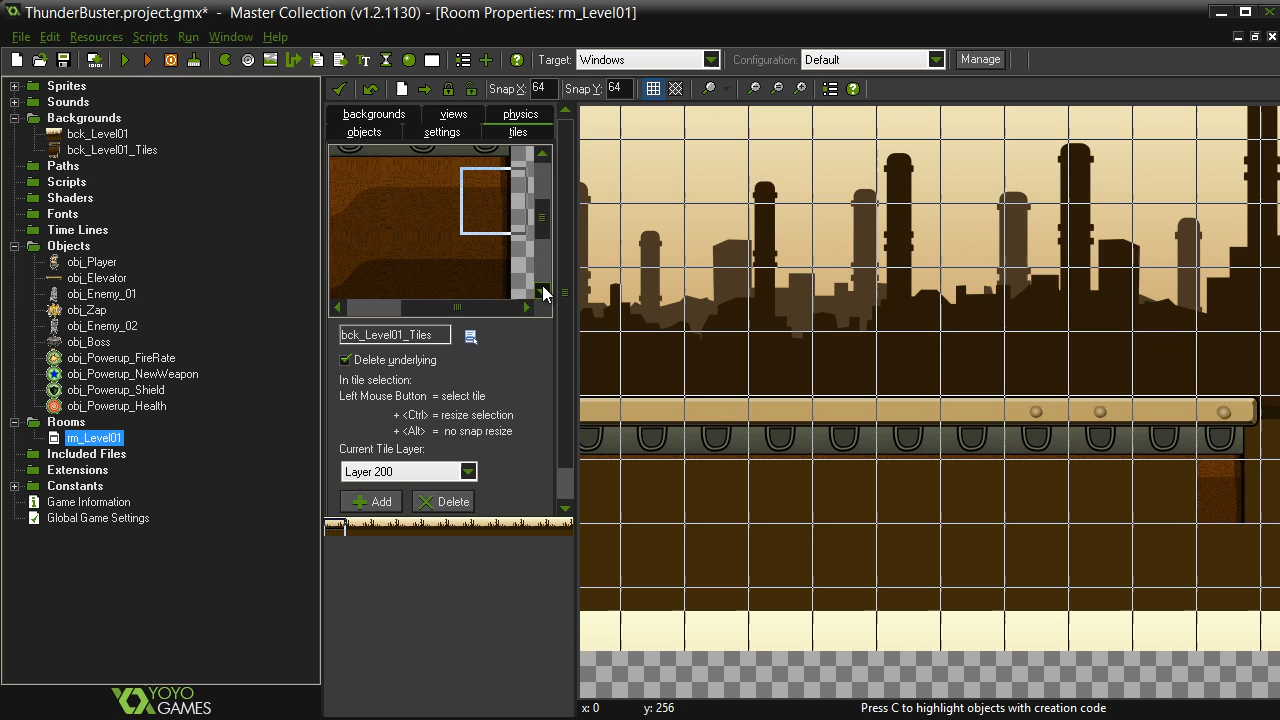 ThunderBuster.project.gmx* - Master Collection (v1.2.1130) - [Room Properties: rm_Level01]
File Edit Resources Scripts Run Window Help
Target: Windows Configuration: Default Manage
Snap X: 64 Snap Y: 64
Sprites
Sounds
Backgrounds
bck_Level01
bck_Level01_Tiles
Paths
Scripts
Shaders
Fonts
Time Lines
Objects
obj_Player
obj_Elevator
obj_Enemy_01
obj_Zap
obj_Enemy_02
obj_Boss
obj_Powerup_FireRate
obj_Powerup_NewWeapon
obj_Powerup_Shield
obj_Powerup_Health
Rooms
rm_Level01
Included Files
Extensions
Constants
Game Information
Global Game Settings
YOYO
GAMES
backgrounds views physics
objects settings tiles
bck_Level01_Tiles
Delete underlying
In tile selection:
Left Mouse Button = select tile
+ <Ctrl> = resize selection
+ <Alt> = no snap resize
Current Tile Layer:
Layer 200
Add Delete
x: 0 y: 256 Press C to highlight objects with creation code